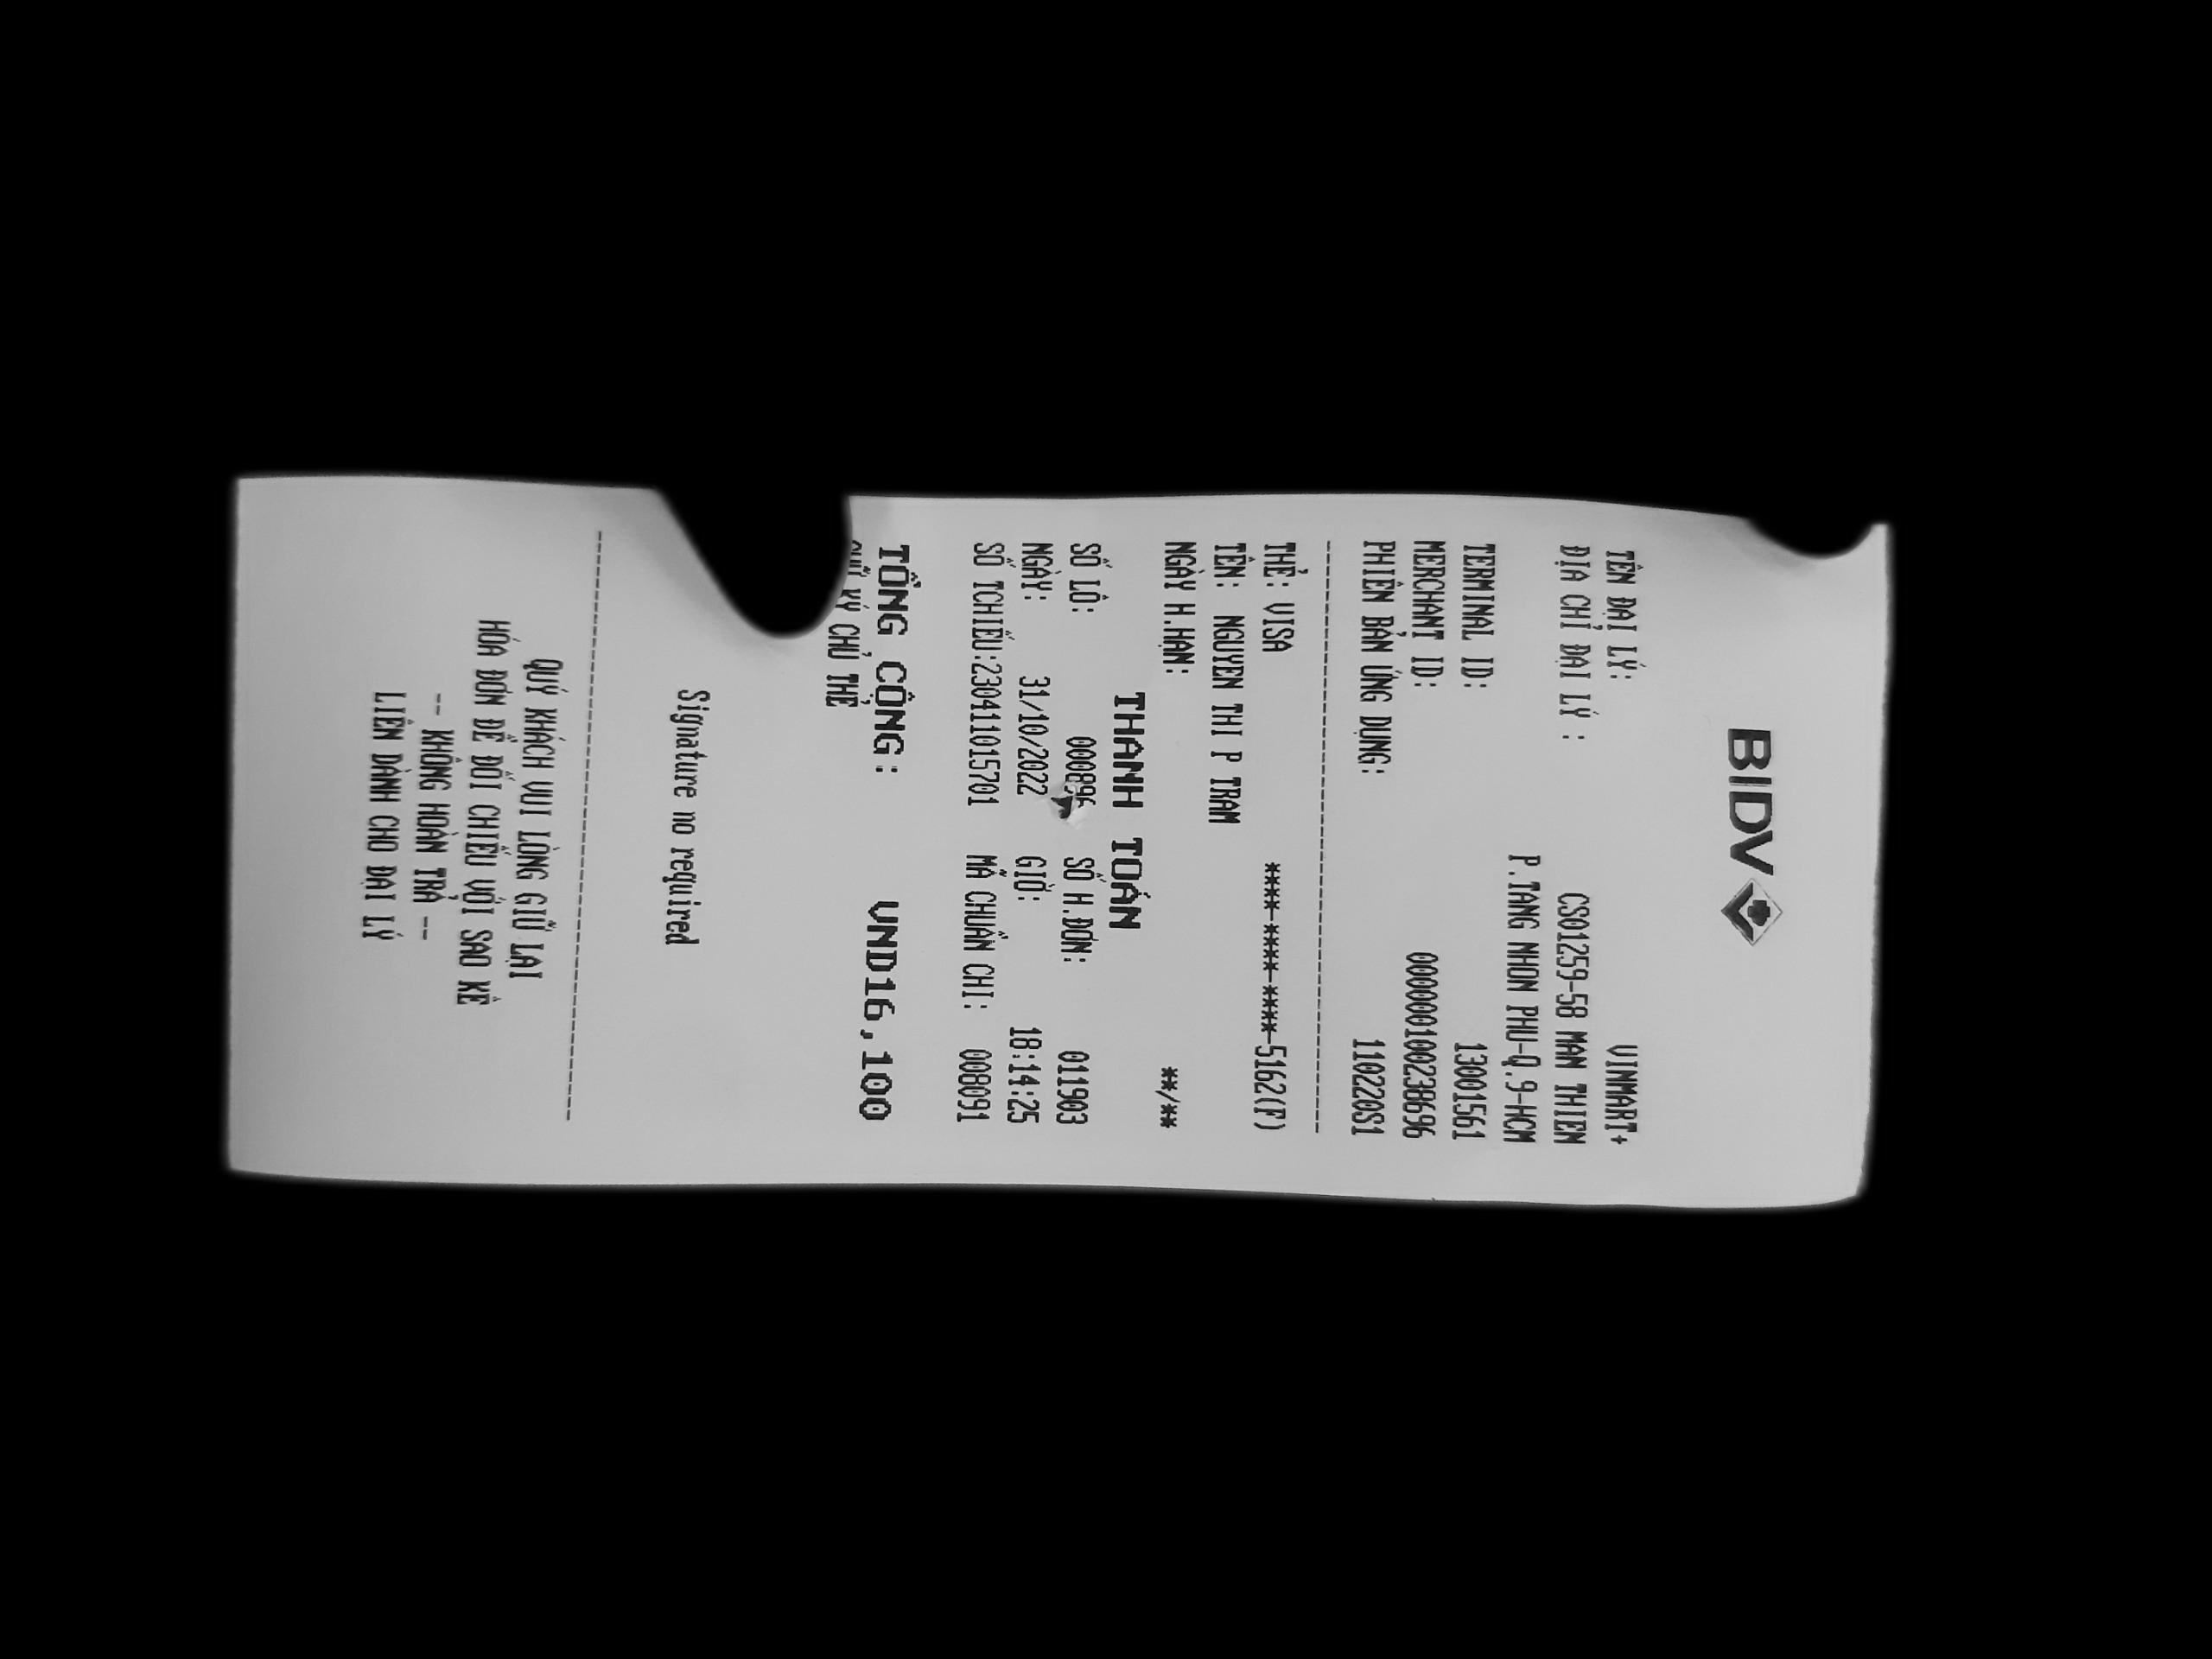 BIDV
TÊN ĐẠI LÝ: VINMART+
ĐỊA CHỈ ĐẠI LÝ : CS01259-58 MAN THIEN
P.TANG NHON PHU-Q.9-HCM
TERMINAL ID: 13001561
MERCHANT ID: 000000100238696
PHIÊN BẢN ỨNG DỤNG: 110220S1
THẺ: VISA ****-****-****-5162(F)
TÊN: NGUYEN THI P TRAM
NGÀY H.HẠN: **/**
THANH TOÁN
SỐ LÔ: 000896 SỐ H.ĐƠN: 011903
NGÀY: 31/10/2022 GIỜ: 18:14:25
SỐ TCHIẾU:230411015701 MÃ CHUẨN CHI: 008091
TỔNG CỘNG: VND16,100
KÝ CHỦ THẺ
Signature no required
QUÝ KHÁCH VUI LÒNG GIỮ LẠI
HÓA ĐƠN ĐỂ ĐỐI CHIẾU VỚI SAO KÊ
-- KHÔNG HOÀN TRẢ --
LIÊN DÀNH CHO ĐẠI LÝ